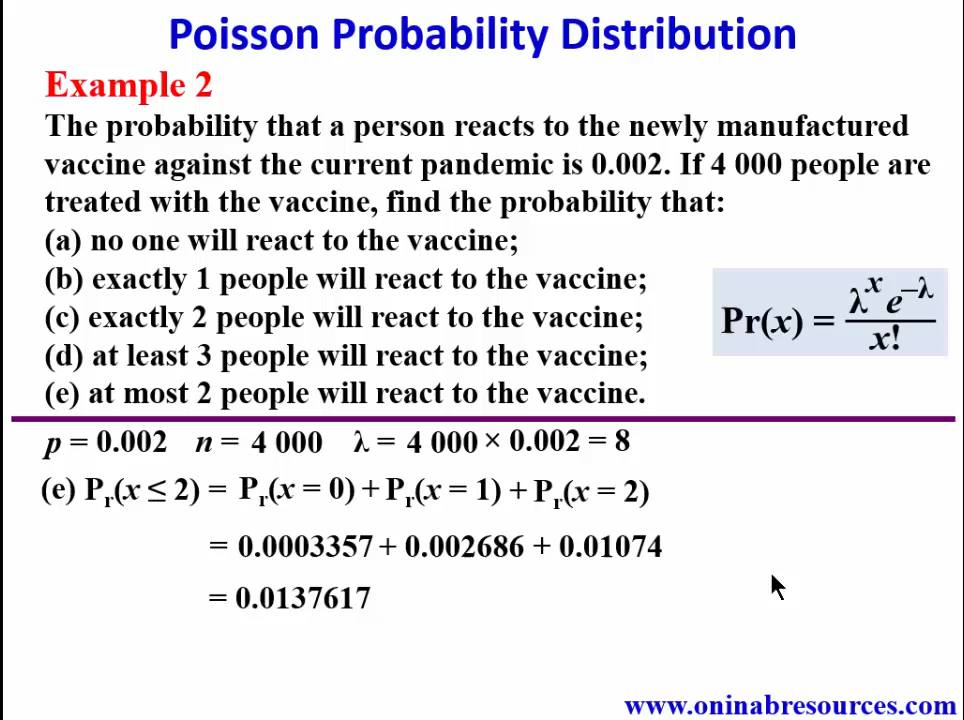 Poisson Probability Distribution
Example 2
The probability that a person reacts to the newly manufactured
vaccine against the current pandemic is 0.002. If 4 000 people are
treated with the vaccine, find the probability that:
(a) no one will react to the vaccine;
(b) exactly 1 people will react to the vaccine;
(c) exactly 2 people will react to the vaccine;
(d) at least 3 people will react to the vaccine;
(e) at most 2 people will react to the vaccine.
Pr(x) = λ^x e^–λ / x!
p = 0.002 n = 4 000 λ = 4 000 × 0.002 = 8
(e) Pr(x ≤ 2) = Pr(x = 0) + Pr(x = 1) + Pr(x = 2)
= 0.0003357 + 0.002686 + 0.01074
= 0.0137617
www.oninabresources.com